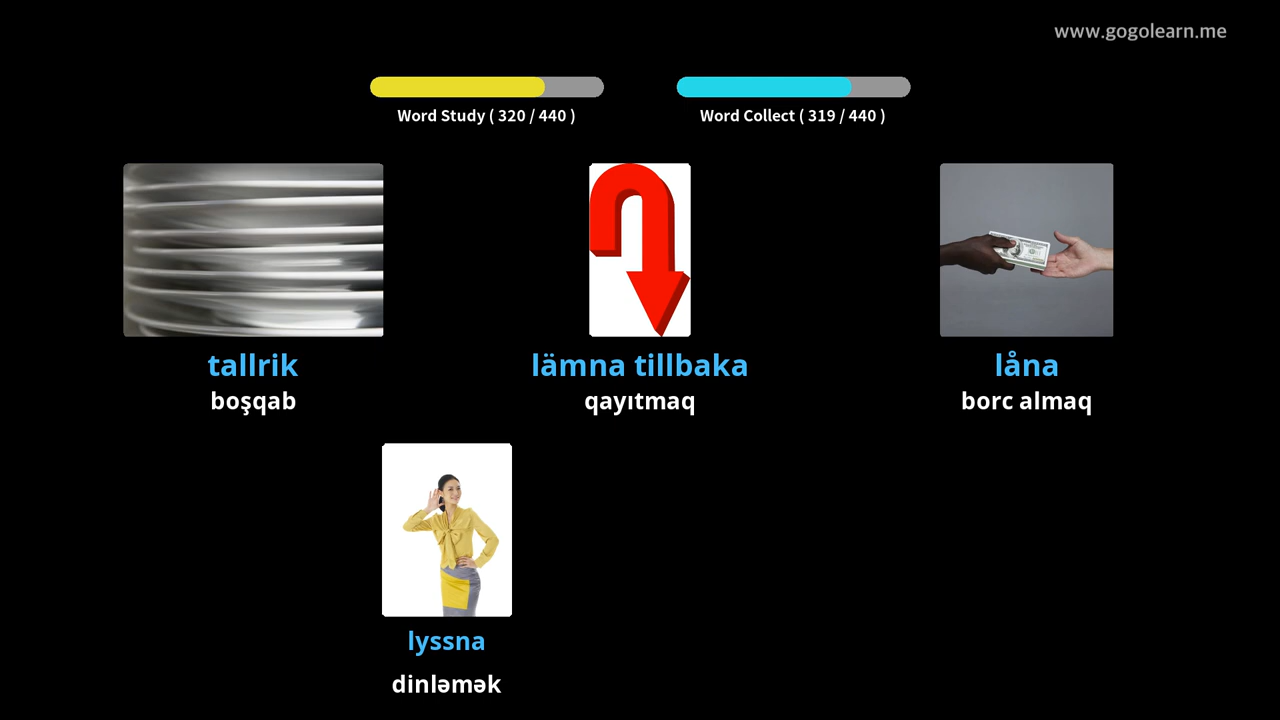 www.gogolearn.me
Word Study ( 320 / 440 )
Word Collect ( 319 / 440 )
tallrik
boşqab
lämna tillbaka
qayıtmaq
låna
borc almaq
lyssna
dinləmək